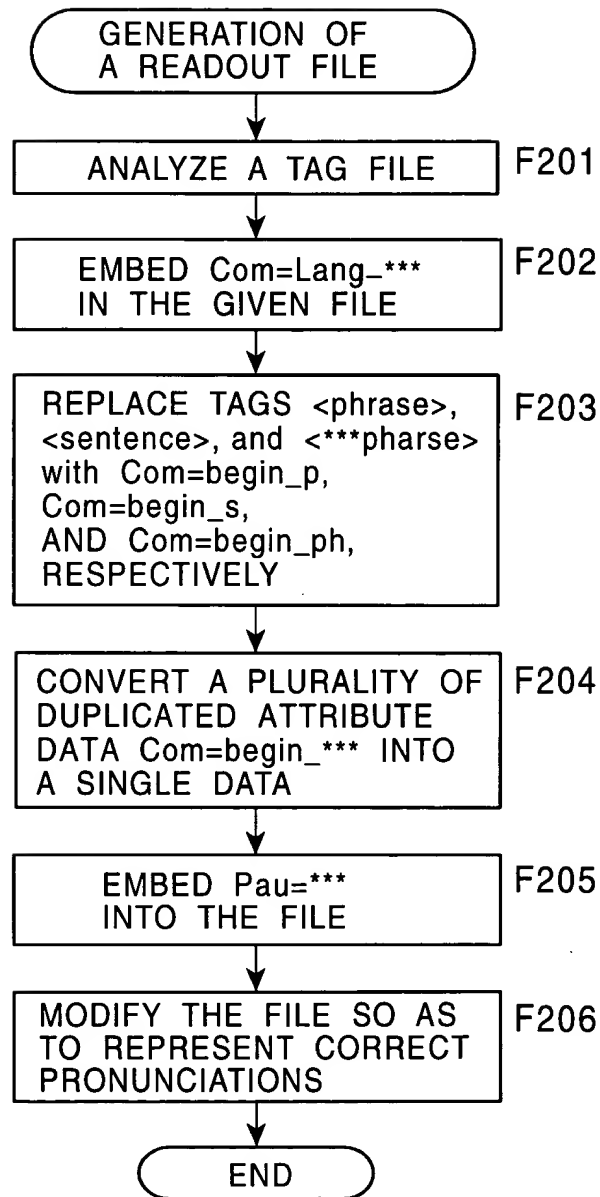 GENERATION OF
A READOUT FILE
ANALYZE A TAG FILE
F201
EMBED Com=Lang_***
IN THE GIVEN FILE
F202
REPLACE TAGS <phrase>,
<sentence>, and <***pharse>
with Com=begin_p,
Com=begin_s,
AND Com=begin_ph,
RESPECTIVELY
F203
CONVERT A PLURALITY OF
DUPLICATED ATTRIBUTE
DATA Com=begin_*** INTO
A SINGLE DATA
F204
EMBED Pau=***
INTO THE FILE
F205
MODIFY THE FILE SO AS
TO REPRESENT CORRECT
PRONUNCIATIONS
F206
END